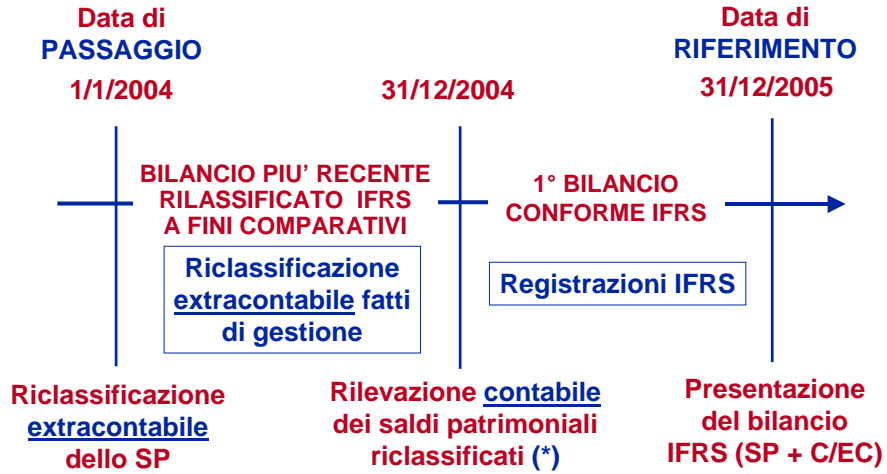 Data di
PASSAGGIO
1/1/2004
31/12/2004
Data di
RIFERIMENTO
31/12/2005
BILANCIO PIU' RECENTE
RILASSIFICATO IFRS
A FINI COMPARATIVI
1° BILANCIO
CONFORME IFRS
Riclassificazione
extracontabile fatti
di gestione
Registrazioni IFRS
Riclassificazione
extracontabile
dello SP
Rilevazione contabile
dei saldi patrimoniali
riclassificati (*)
Presentazione
del bilancio
IFRS (SP + C/EC)